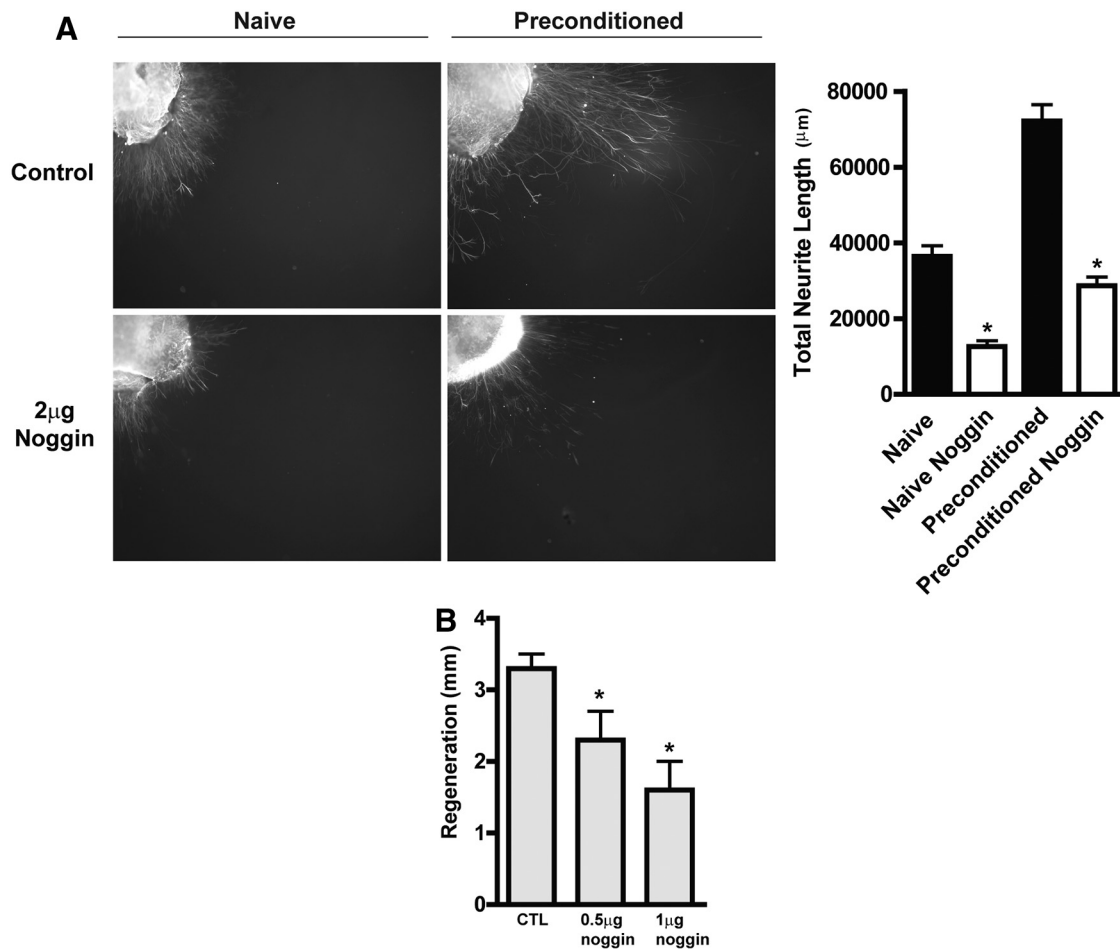 A
Naive
Preconditioned
Control
2μg
Noggin
Total Neurite Length (μm)
80000
60000
40000
20000
0
*
*
Naive
Naive Noggin
Preconditioned
Preconditioned Noggin
B
Regeneration (mm)
4
3
2
1
0
*
*
CTL
0.5μg
noggin
1μg
noggin